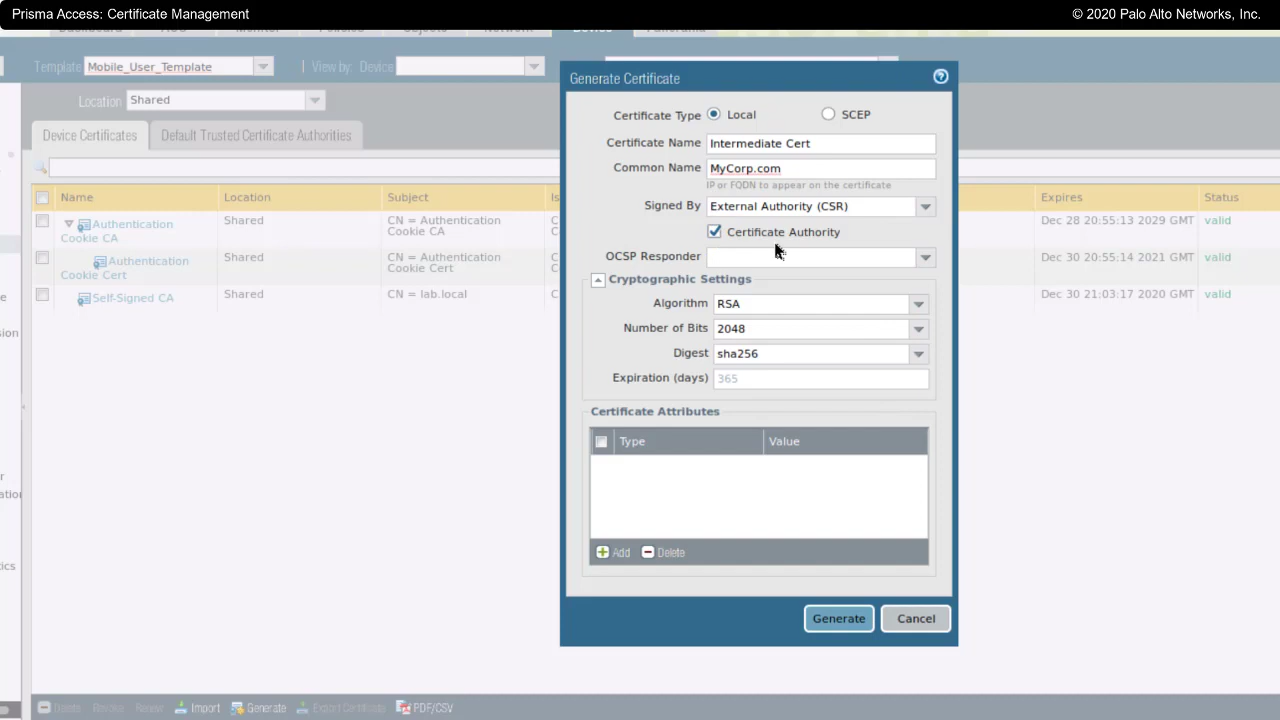 Prisma Access: Certificate Management
© 2020 Palo Alto Networks, Inc.
Template Mobile_User_Template View by: Device
Location Shared
Device Certificates Default Trusted Certificate Authorities
Name Location Subject Expires Status
Authentication Cookie CA Shared CN = Authentication Cookie CA Dec 28 20:55:13 2029 GMT valid
Authentication Cookie Cert Shared CN = Authentication Cookie Cert Dec 30 20:55:14 2021 GMT valid
Self-Signed CA Shared CN = lab.local Dec 30 21:03:17 2020 GMT valid
Generate Certificate
Certificate Type Local SCEP
Certificate Name Intermediate Cert
Common Name MyCorp.com
IP or FQDN to appear on the certificate
Signed By External Authority (CSR)
Certificate Authority
OCSP Responder
Cryptographic Settings
Algorithm RSA
Number of Bits 2048
Digest sha256
Expiration (days) 365
Certificate Attributes
Type Value
Add Delete
Generate Cancel
Delete Revoke Renew Import Generate Export Certificate PDF/CSV